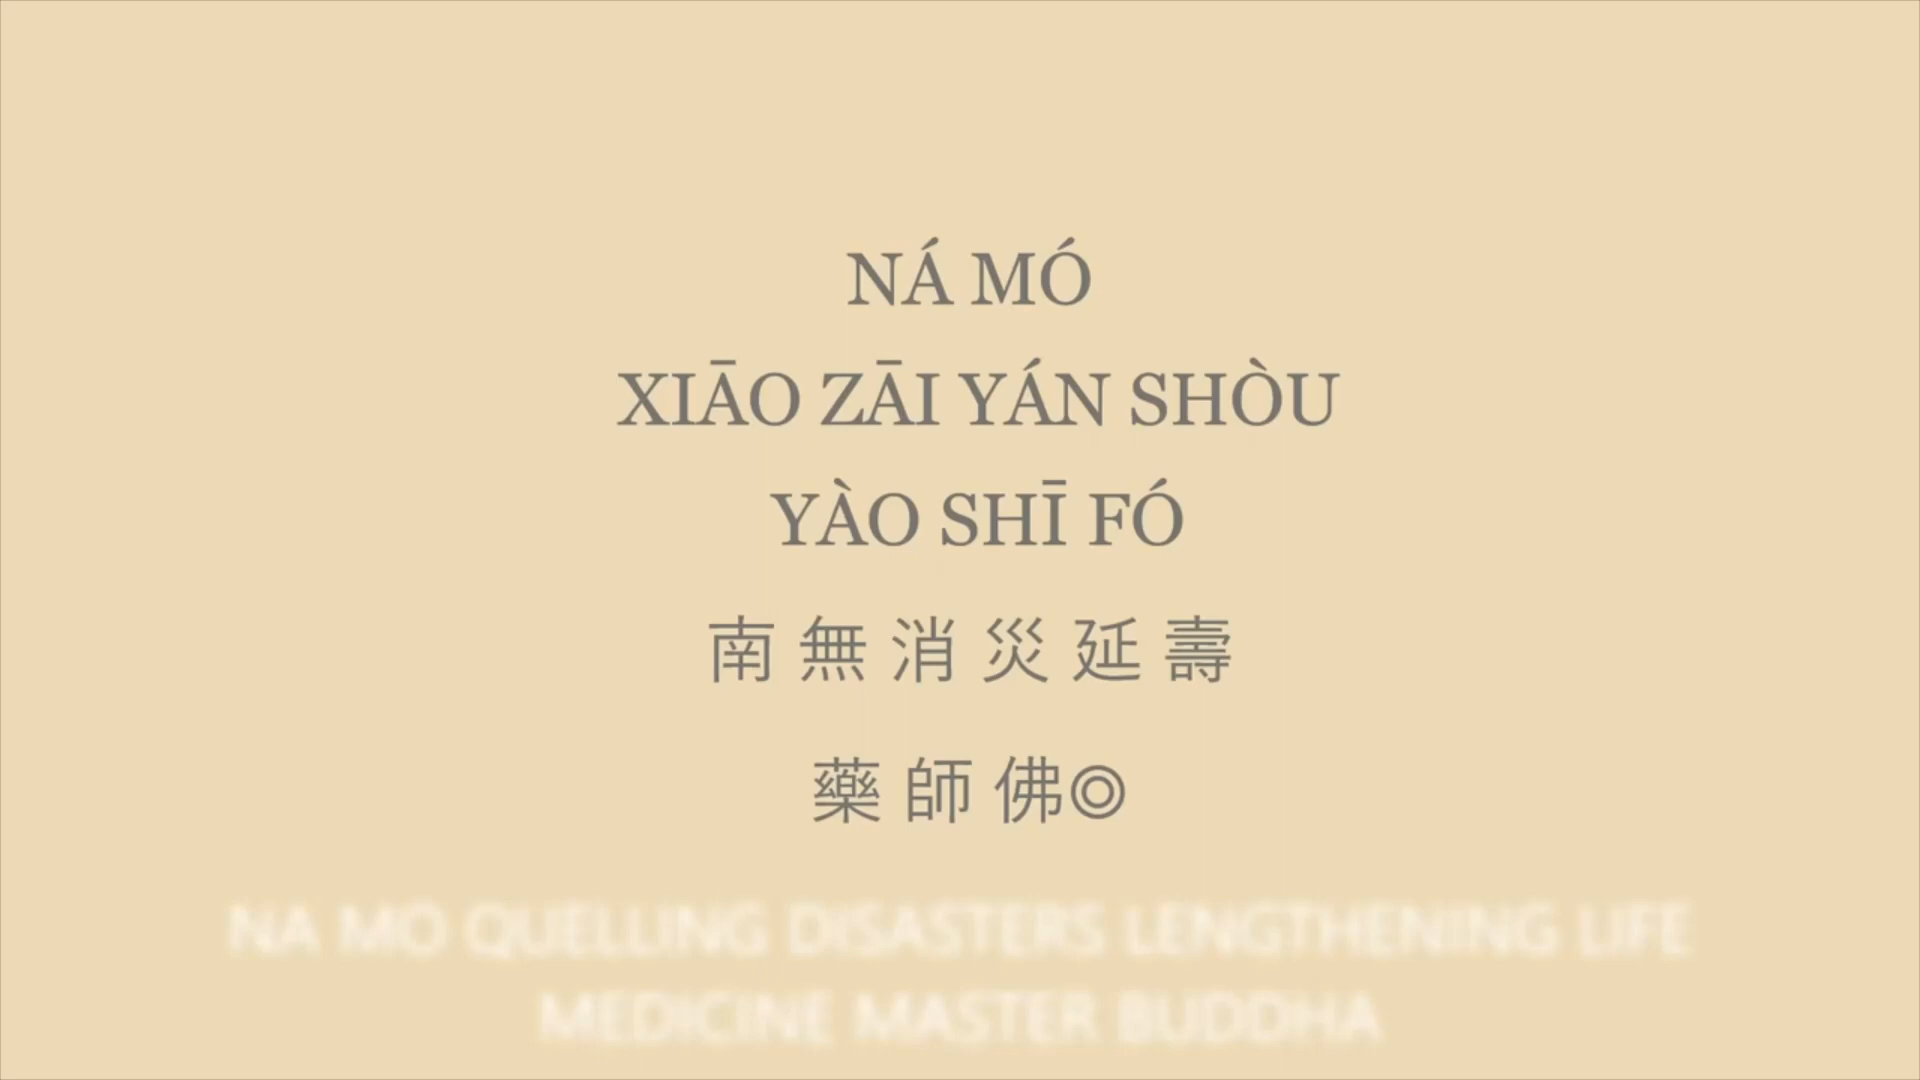 NÁ MÓ
XIĀO ZĀI YÁN SHÒU
YÀO SHĪ FÓ
南 無 消 災 延 壽
藥 師 佛◎
NA MO QUELLING DISASTERS LENGTHENING LIFE
MEDICINE MASTER BUDDHA